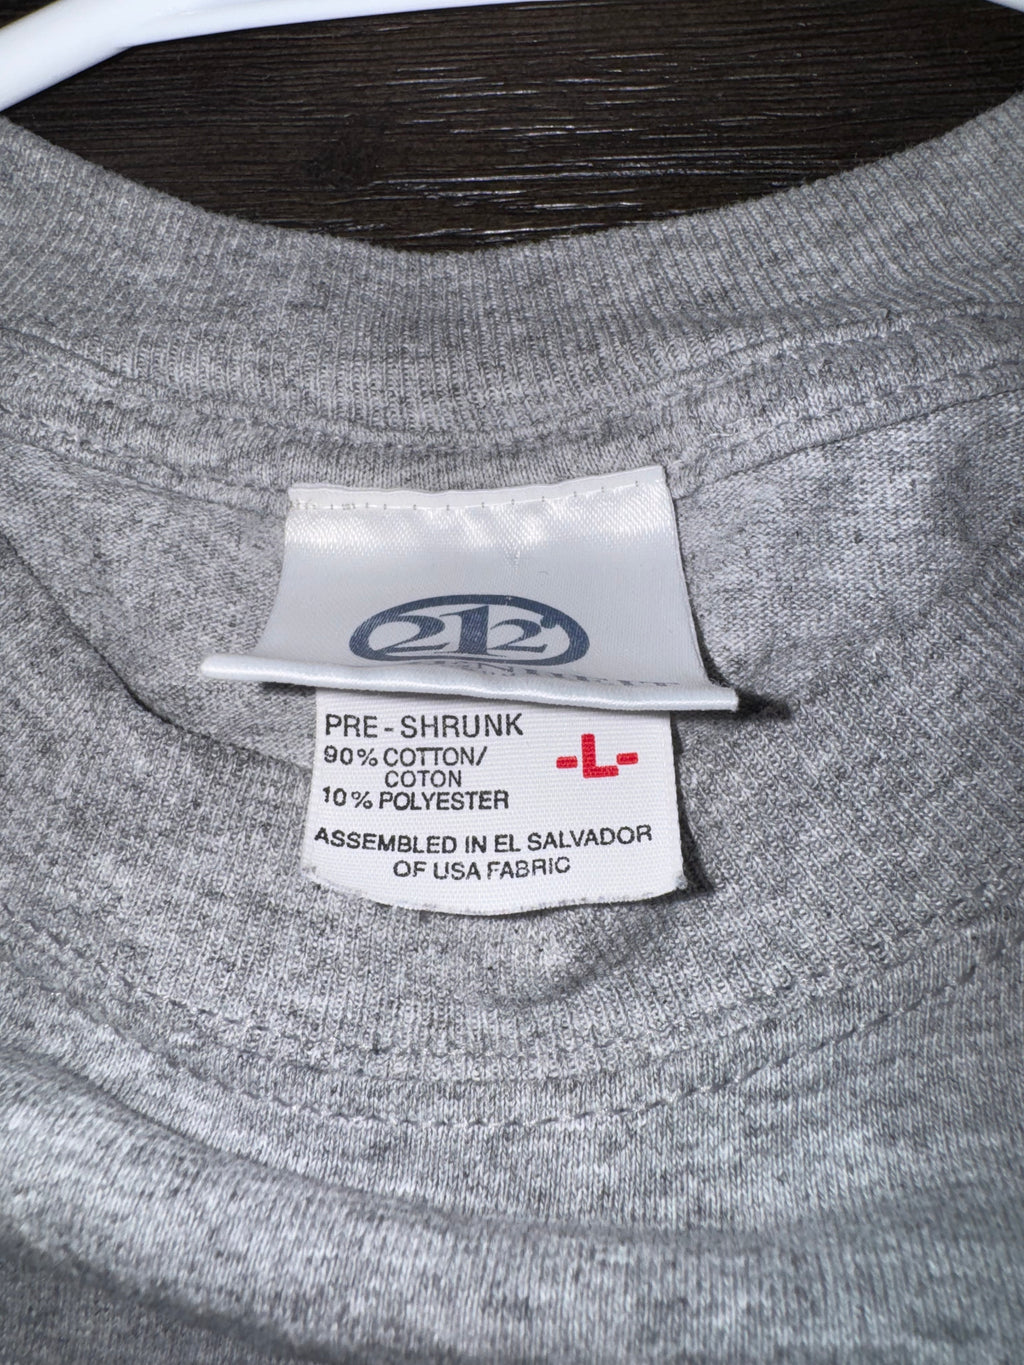 212°
PRE-SHRUNK
90% COTTON/
COTON
-L-
10% POLYESTER
ASSEMBLED IN EL SALVADOR
OF USA FABRIC